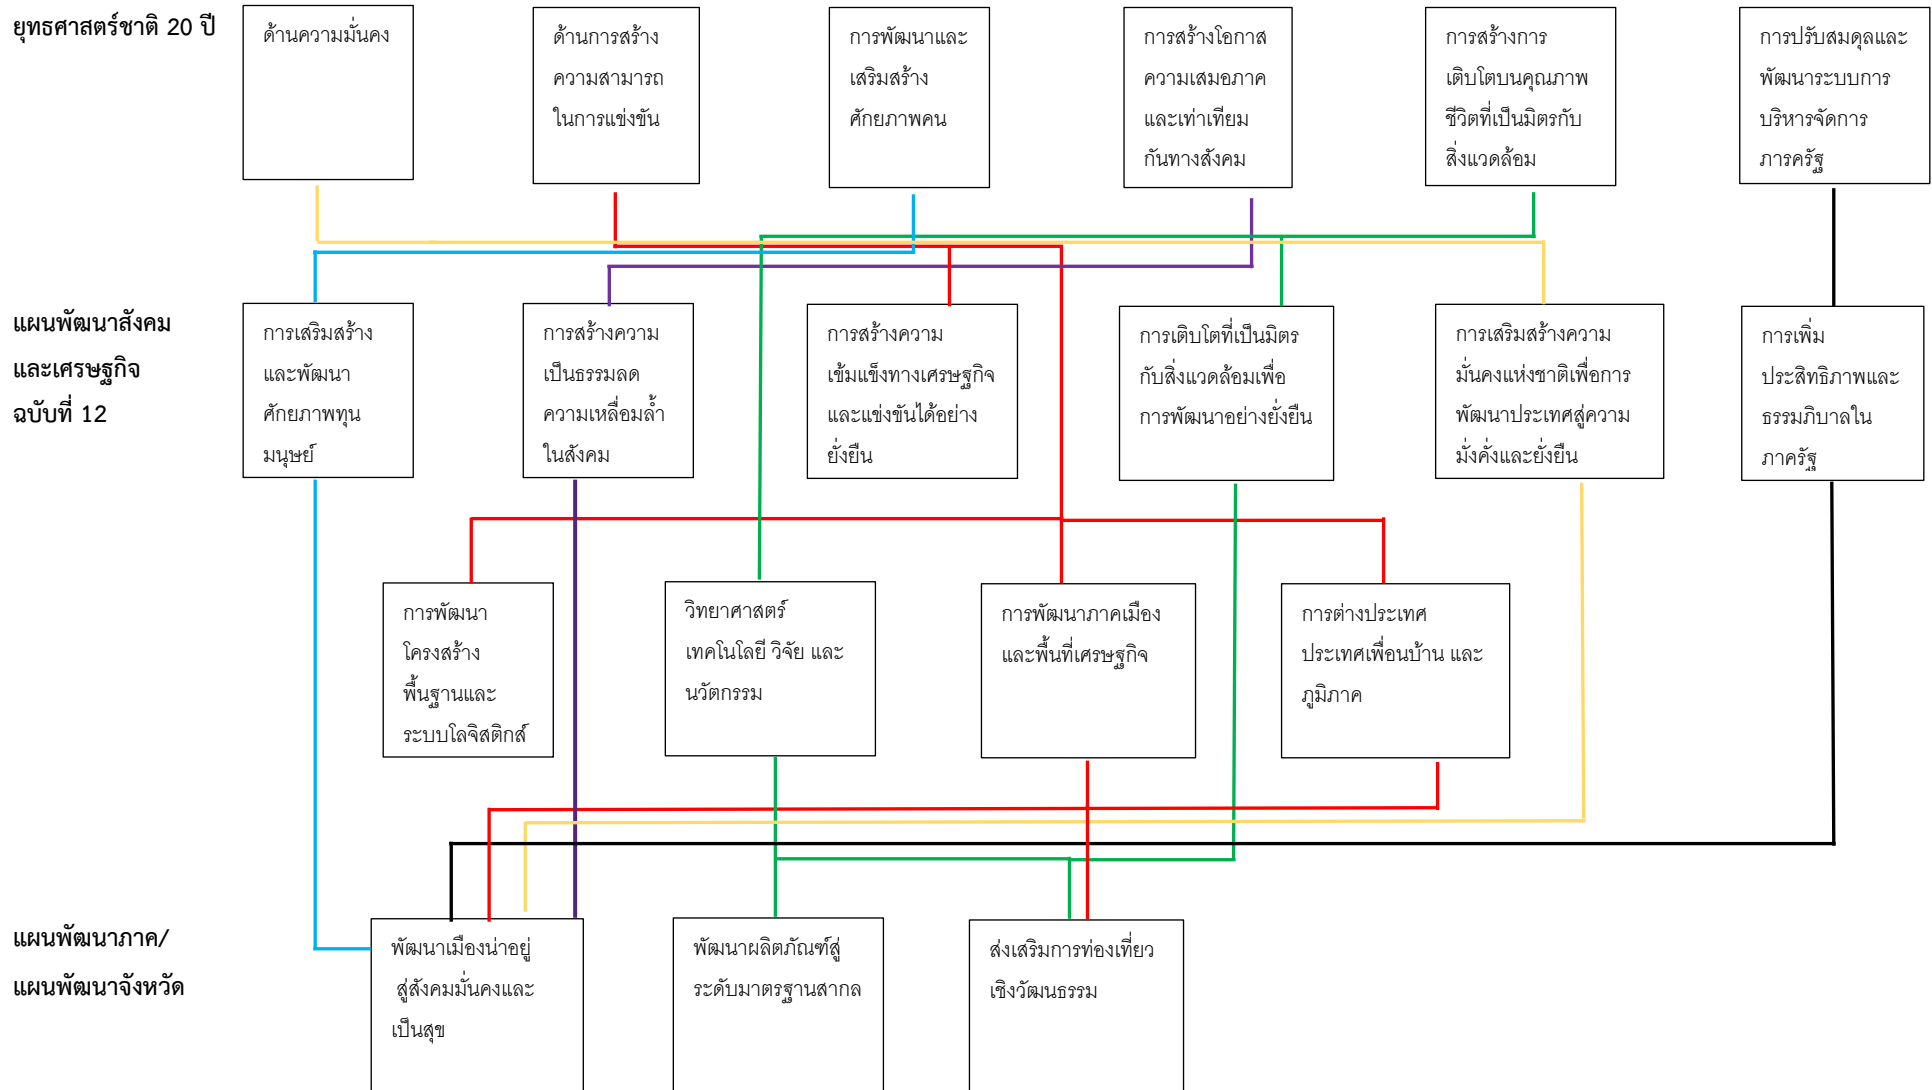 ยุทธศาสตร์ชาติ 20 ปี
ด้านความมั่นคง
ด้านการสร้าง
ความสามารถ
ในการแข่งขัน
การพัฒนาและ
เสริมสร้าง
ศักยภาพคน
การสร้างโอกาส
ความเสมอภาค
และเท่าเทียม
กันทางสังคม
การสร้างการ
เติบโตบนคุณภาพ
ชีวิตที่เป็นมิตรกับ
สิ่งแวดล้อม
การปรับสมดุลและ
พัฒนาระบบการ
บริหารจัดการ
ภารครัฐ
แผนพัฒนาสังคม
และเศรษฐกิจ
ฉบับที่ 12
การเสริมสร้าง
และพัฒนา
ศักยภาพทุน
มนุษย์
การสร้างความ
เป็นธรรมลด
ความเหลื่อมล้ำ
ในสังคม
การสร้างความ
เข้มแข็งทางเศรษฐกิจ
และแข่งขันได้อย่าง
ยั่งยืน
การเติบโตที่เป็นมิตร
กับสิ่งแวดล้อมเพื่อ
การพัฒนาอย่างยั่งยืน
การเสริมสร้างความ
มั่นคงแห่งชาติเพื่อการ
พัฒนาประเทศสู่ความ
มั่งคั่งและยั่งยืน
การเพิ่ม
ประสิทธิภาพและ
ธรรมภิบาลใน
ภาครัฐ
การพัฒนา
โครงสร้าง
พื้นฐานและ
ระบบโลจิสติกส์
วิทยาศาสตร์
เทคโนโลยี วิจัย และ
นวัตกรรม
การพัฒนาภาคเมือง
และพื้นที่เศรษฐกิจ
การต่างประเทศ
ประเทศเพื่อนบ้าน และ
ภูมิภาค
แผนพัฒนาภาค/
แผนพัฒนาจังหวัด
พัฒนาเมืองน่าอยู่
สู่สังคมมั่นคงและ
เป็นสุข
พัฒนาผลิตภัณฑ์สู่
ระดับมาตรฐานสากล
ส่งเสริมการท่องเที่ยว
เชิงวัฒนธรรม